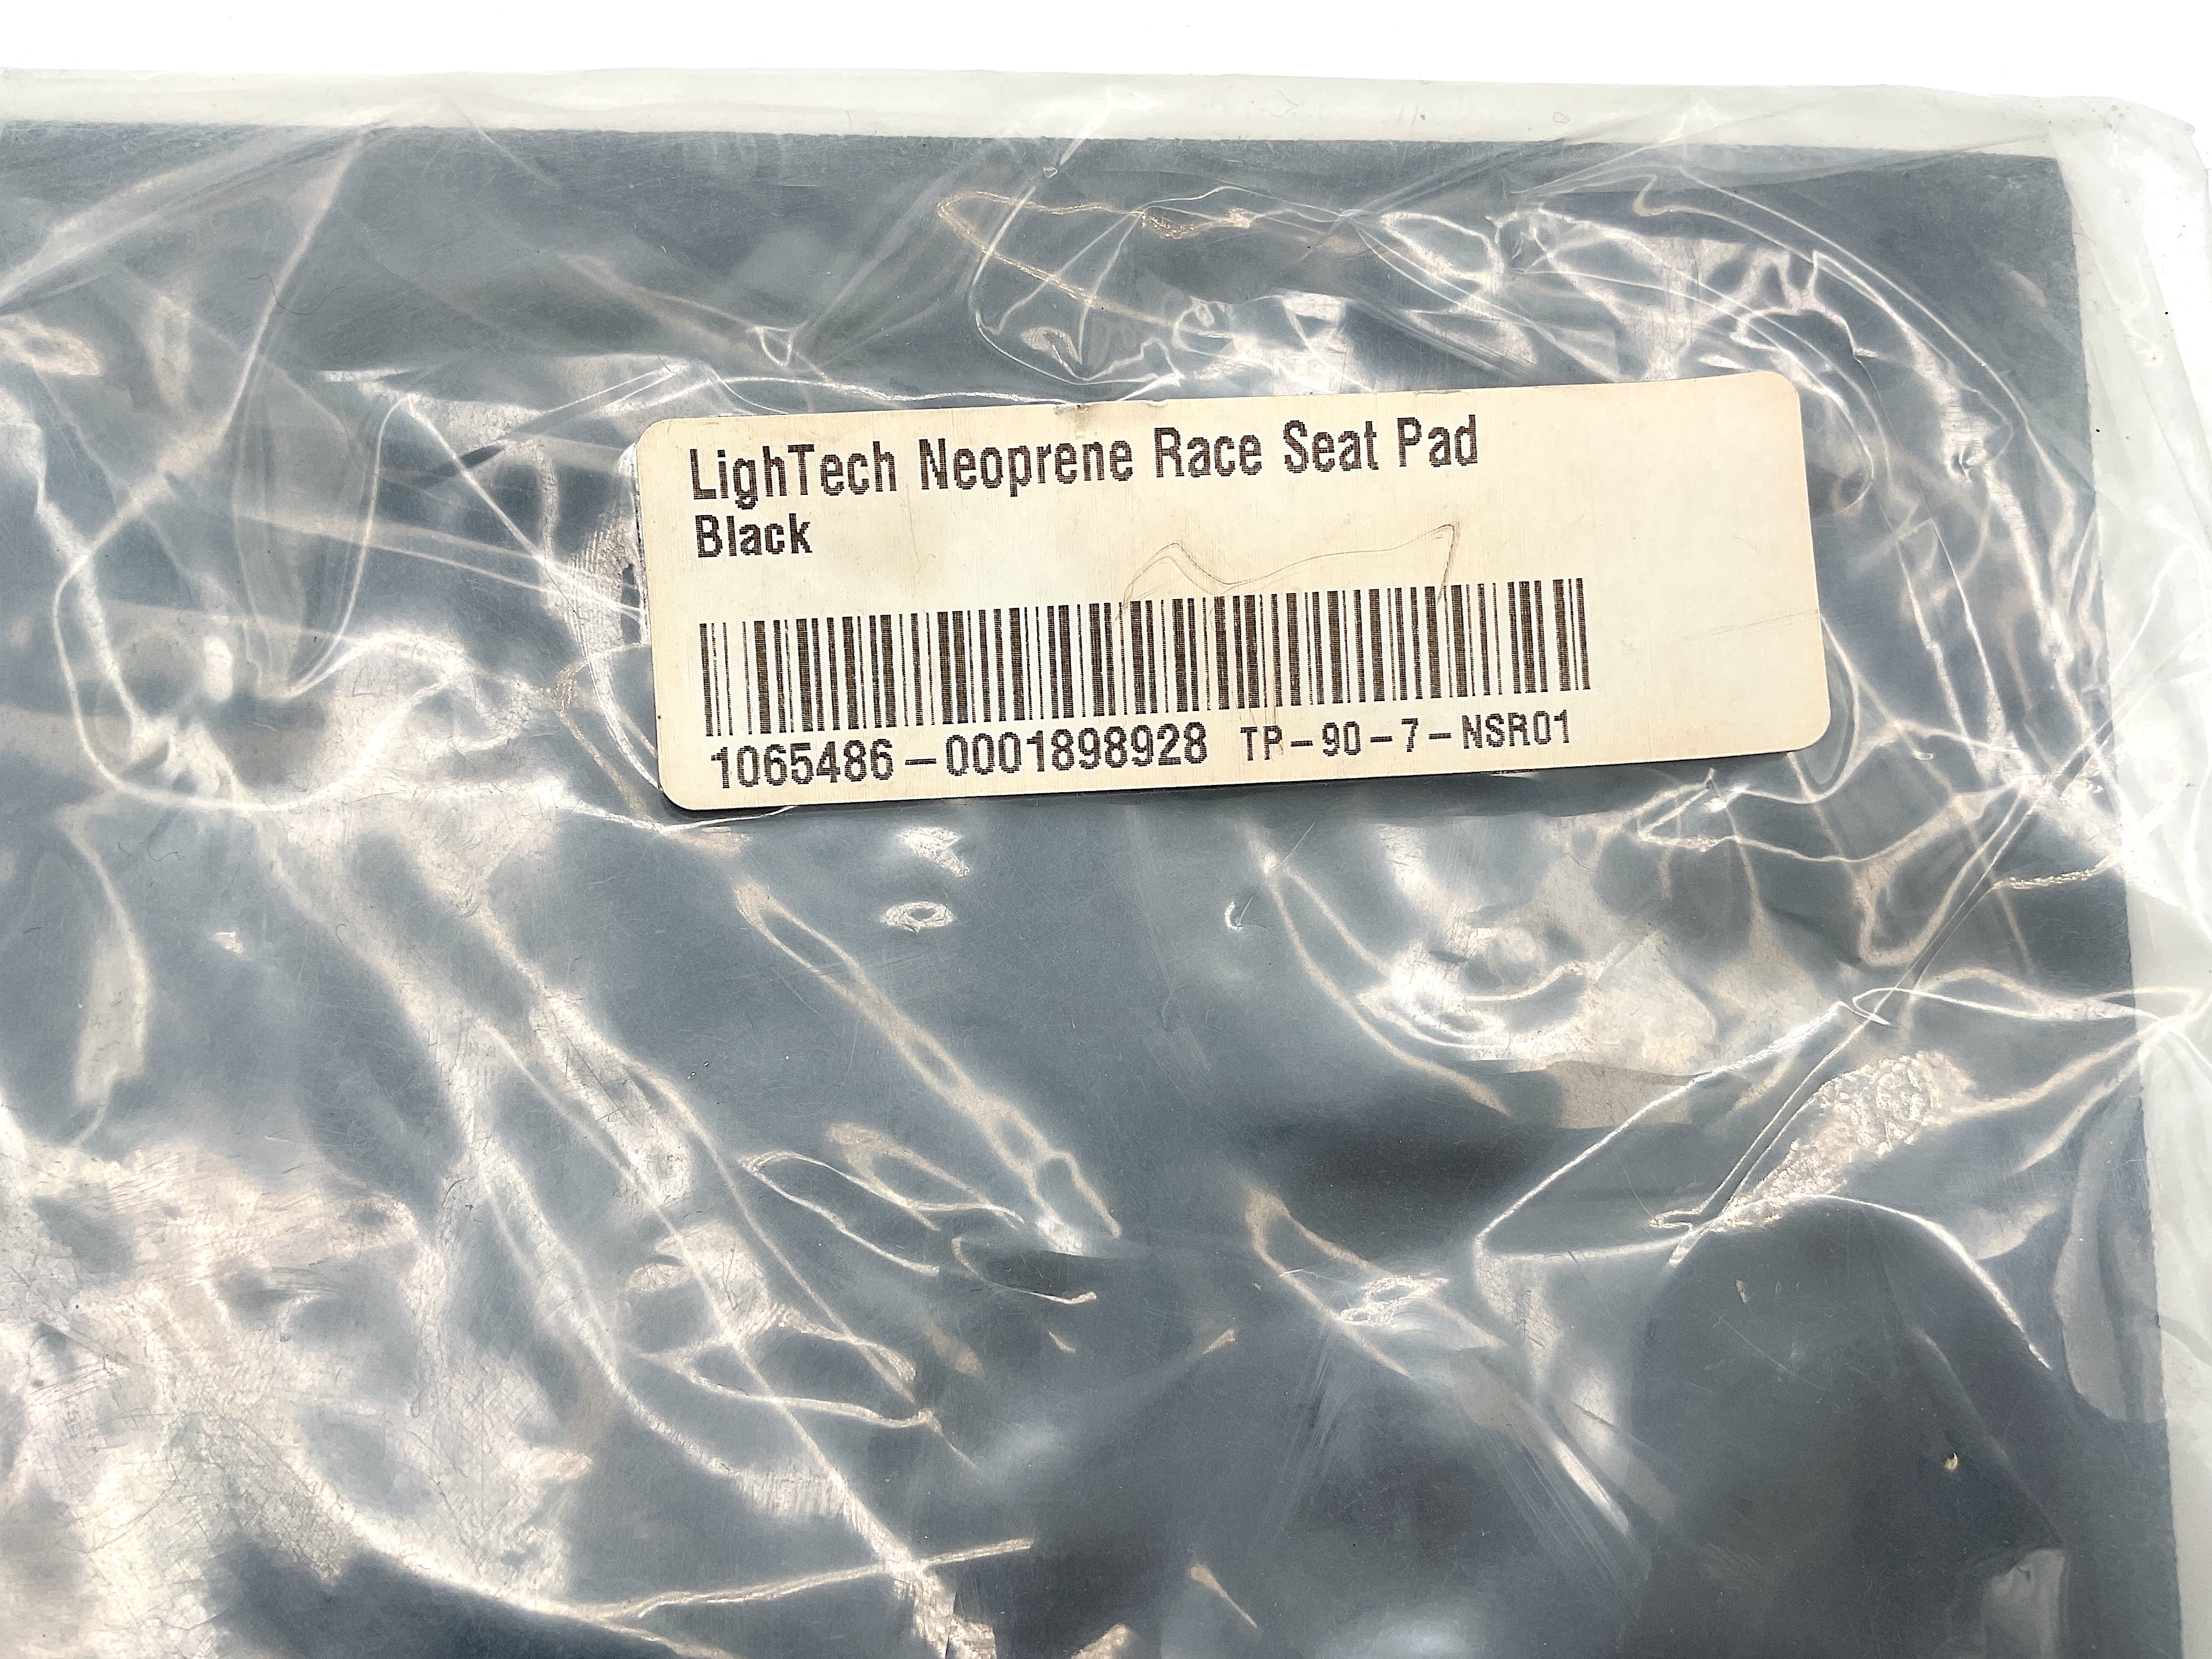 LighTech Neoprene Race Seat Pad
Black
1065486-0001898928 TP-90-7-NSR01